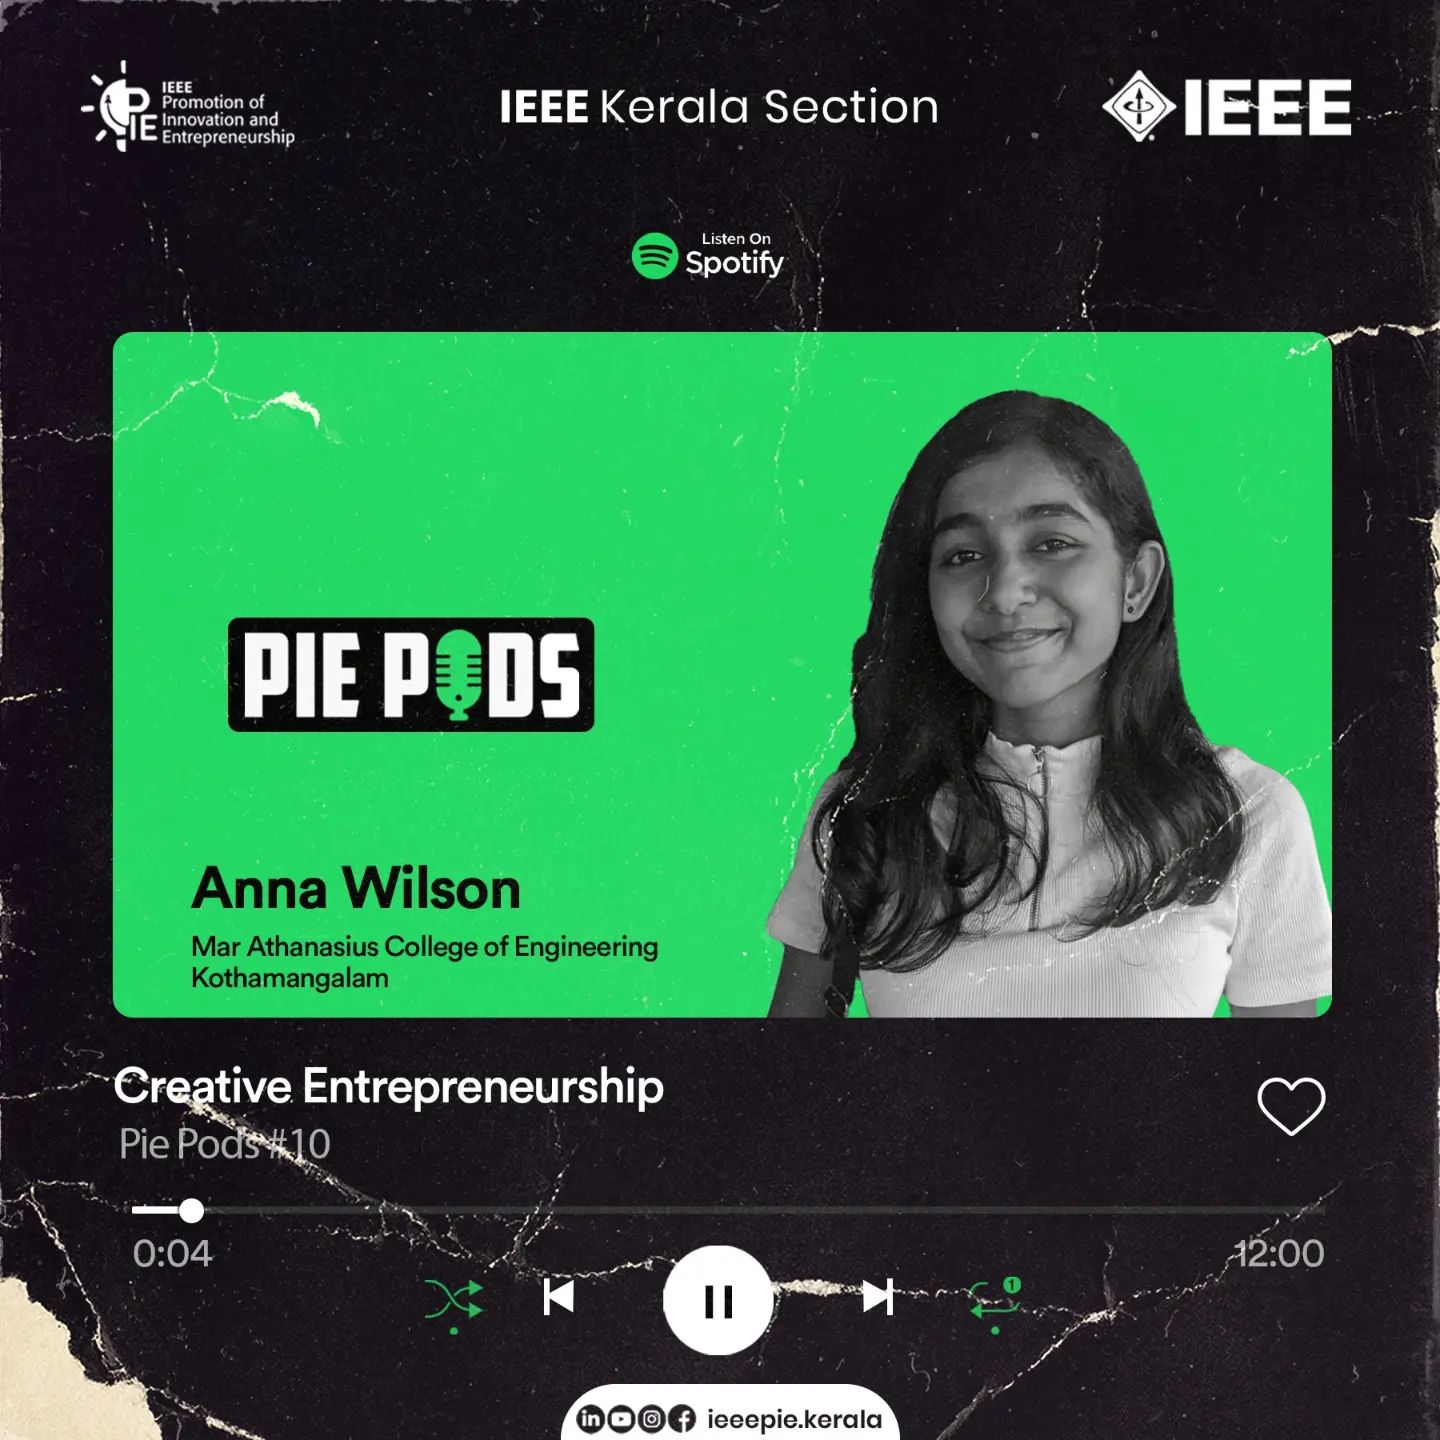 IEEE
Promotion of
Innovation and
Entrepreneurship
PIE
IEEE Kerala Section
IEEE
Listen On
Spotify
PIE PODS
Anna Wilson
Mar Athanasius College of Engineering
Kothamangalam
Creative Entrepreneurship
Pie Pods #10
0:04
12:00
1
ieeepie.kerala